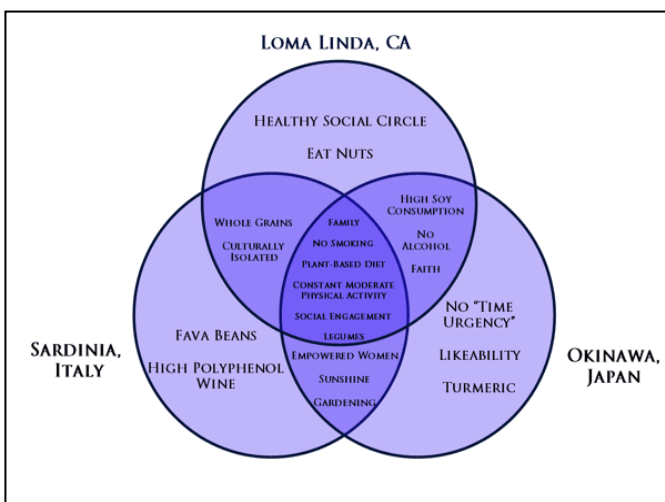 LOMA LINDA, CA
HEALTHY SOCIAL CIRCLE
EAT NUTS
HIGH SOY
CONSUMPTION
NO
ALCOHOL
FAITH
WHOLE GRAINS
CULTURALLY
ISOLATED
FAMILY
NO SMOKING
PLANT-BASED DIET
CONSTANT MODERATE
PHYSICAL ACTIVITY
SOCIAL ENGAGEMENT
LEGUMES
EMPOWERED WOMEN
SUNSHINE
GARDENING
SARDINIA,
ITALY
FAVA BEANS
HIGH POLYPHENOL
WINE
NO "TIME
URGENCY"
LIKEABILITY
TURMERIC
OKINAWA,
JAPAN